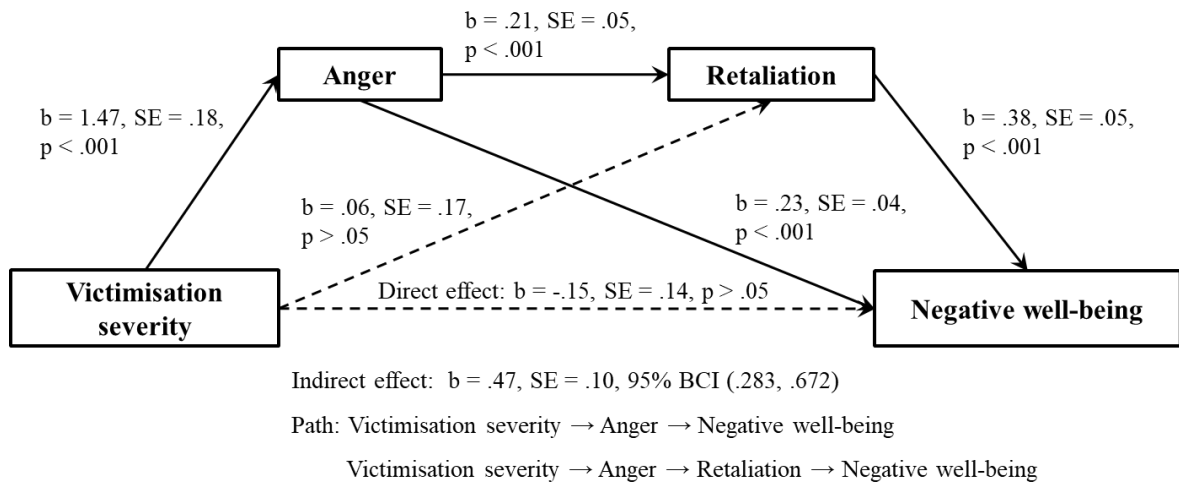 b = .21, SE = .05,
p < .001
Anger
Retaliation
b = 1.47, SE = .18,
p < .001
b = .38, SE = .05,
p < .001
b = .06, SE = .17,
p > .05
b = .23, SE = .04,
p < .001
Victimisation
severity
Direct effect: b = -.15, SE = .14, p > .05
Negative well-being
Indirect effect: b = .47, SE = .10, 95% BCI (.283, .672)
Path: Victimisation severity → Anger → Negative well-being
Victimisation severity → Anger → Retaliation → Negative well-being